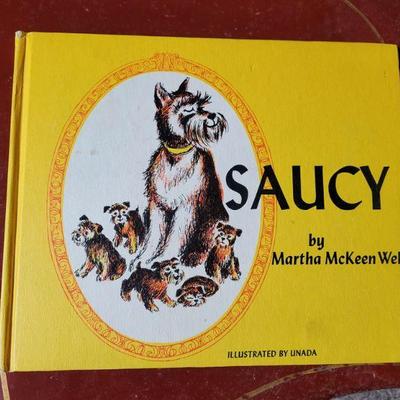 SAUCY
by
Martha McKeen
ILLUSTRATED BY UNADA